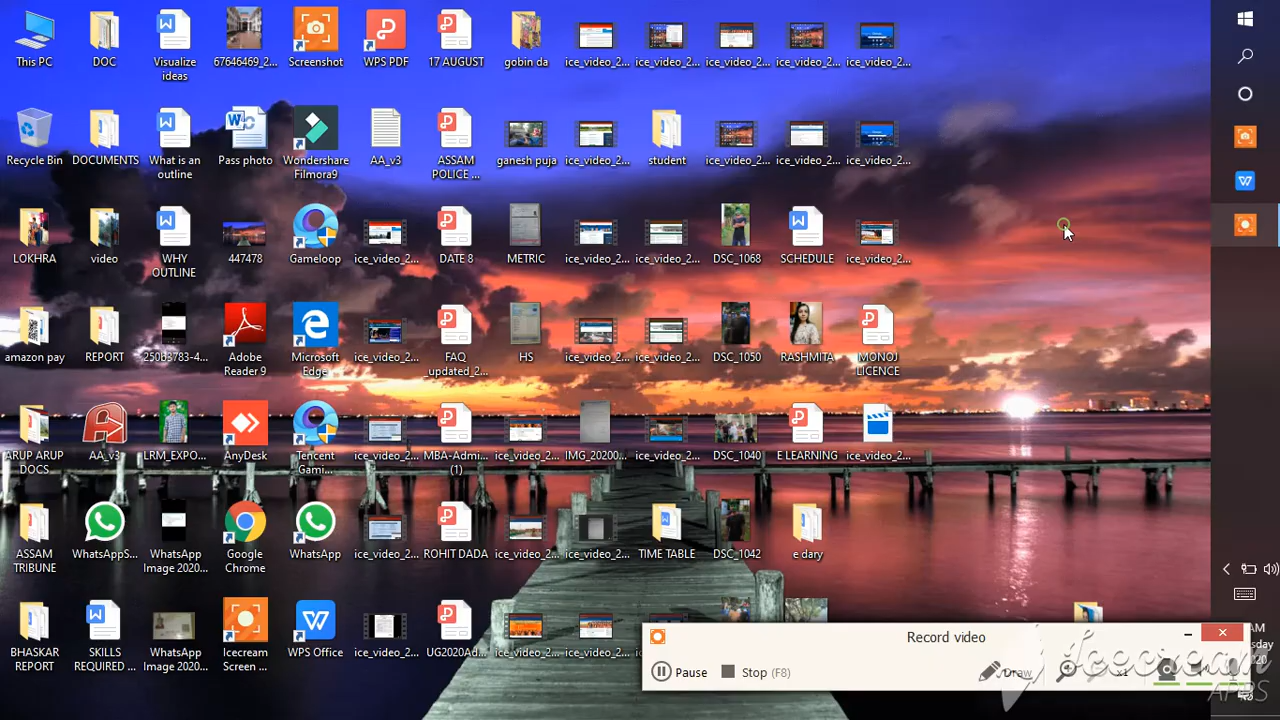 This PC
DOC
Visualize ideas
67646469_2...
Screenshot
WPS PDF
17 AUGUST
gobin da
ice_video_2...
ice_video_2...
ice_video_2...
ice_video_2...
ice_video_2...
Recycle Bin
DOCUMENTS
What is an outline
Pass photo
Wondershare Filmora9
AA_v3
ASSAM POLICE ...
ganesh puja
ice_video_2...
student
ice_video_2...
ice_video_2...
ice_video_2...
LOKHRA
video
WHY OUTLINE
447478
Gameloop
ice_video_2...
DATE 8
METRIC
ice_video_2...
ice_video_2...
DSC_1068
SCHEDULE
ice_video_2...
amazon pay
REPORT
250b3783-4...
Adobe Reader 9
Microsoft Edge
ice_video_2...
FAQ _updated_2...
HS
ice_video_2...
ice_video_2...
DSC_1050
RASHMITA
MONOJ LICENCE
ARUP ARUP DOCS
AA_v3
LRM_EXPO...
AnyDesk
Tencent Gami...
ice_video_2...
MBA-Admi... (1)
ice_video_2...
IMG_20200...
ice_video_2...
DSC_1040
E LEARNING
ice_video_2...
ASSAM TRIBUNE
WhatsAppS...
WhatsApp Image 2020...
Google Chrome
WhatsApp
ice_video_2...
ROHIT DADA
ice_video_2...
ice_video_2...
TIME TABLE
DSC_1042
e dary
BHASKAR REPORT
SKILLS REQUIRED ...
WhatsApp Image 2020...
Icecream Screen ...
WPS Office
ice_video_2...
UG2020Ad...
ice_video_2...
ice_video_2...
Record video
Pause
Stop (F8)
Draw
x1
Icecream
APPS